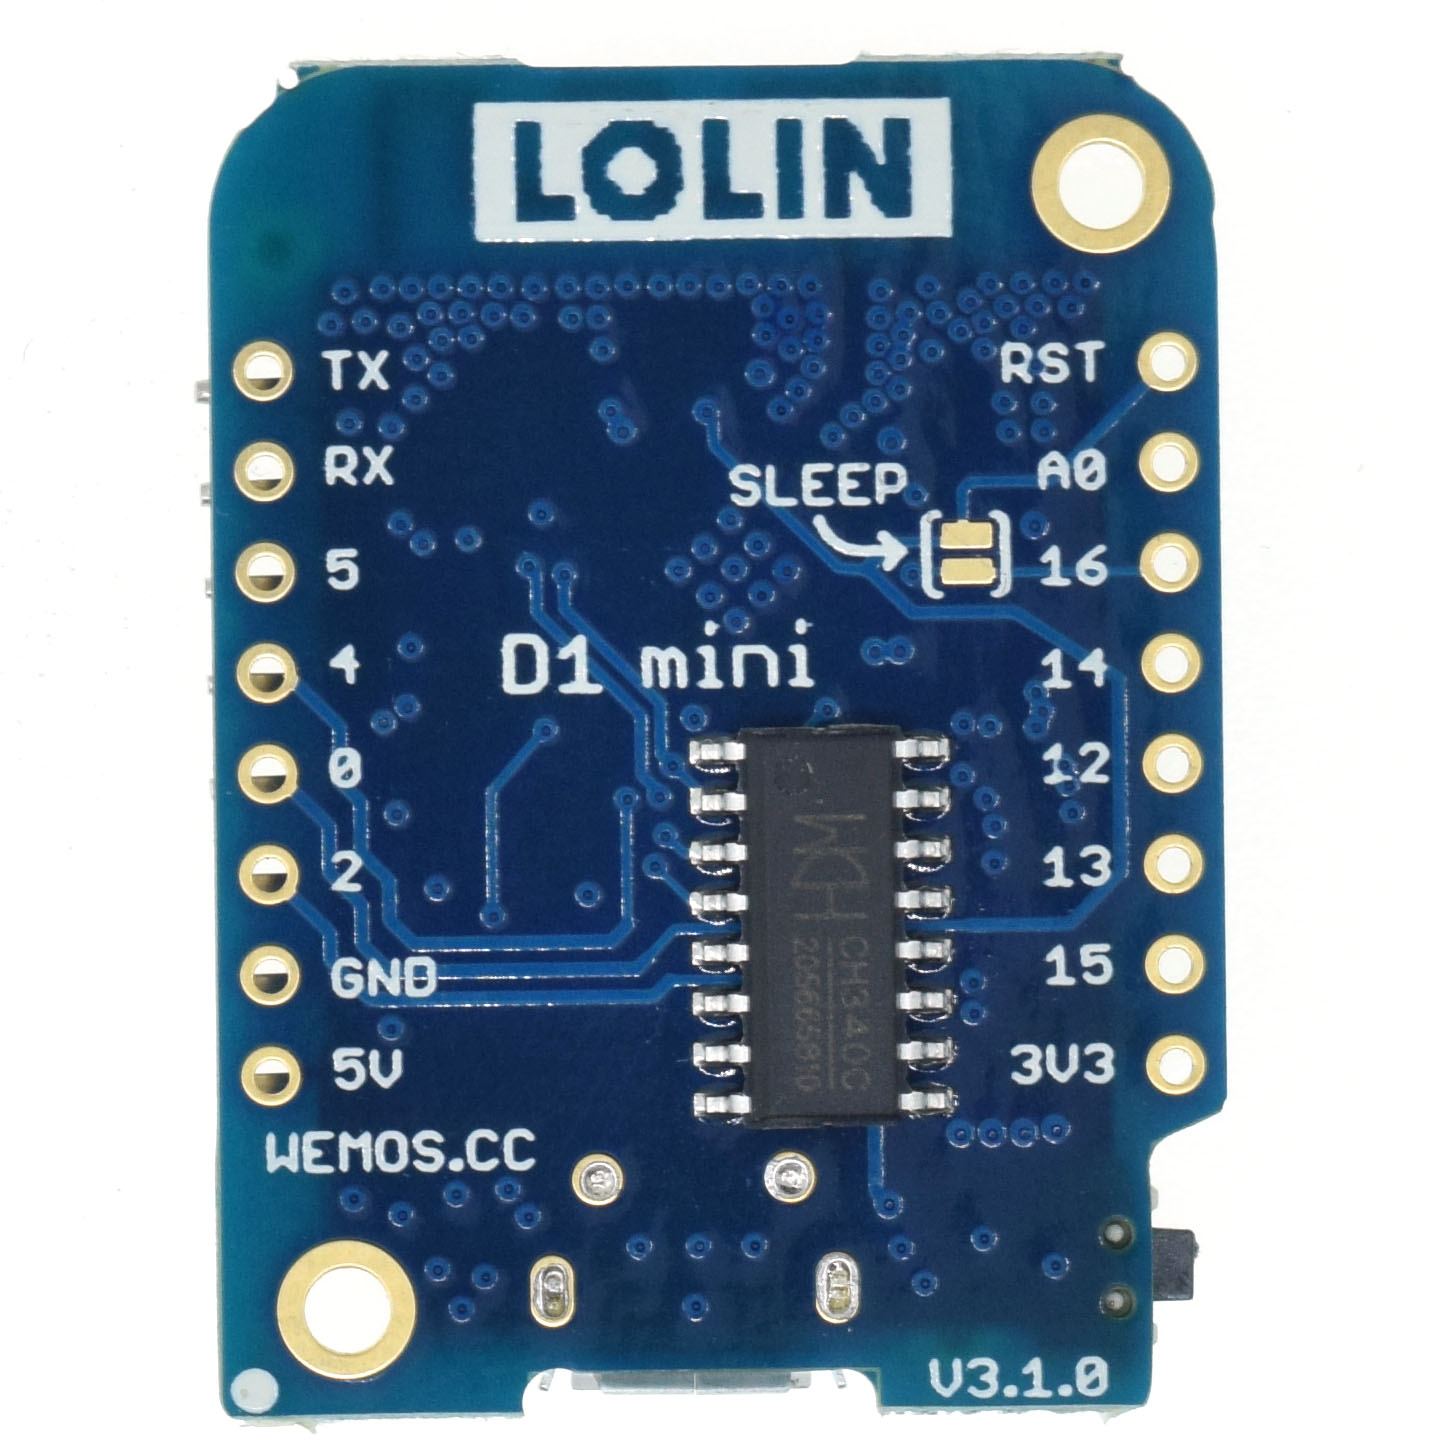 LOLIN
TX
RST
RX
A0
SLEEP
5
16
4
14
D1 mini
0
12
2
13
GND
15
5V
3V3
WCH
CH340C
205665810
WEMOS.CC
V3.1.0